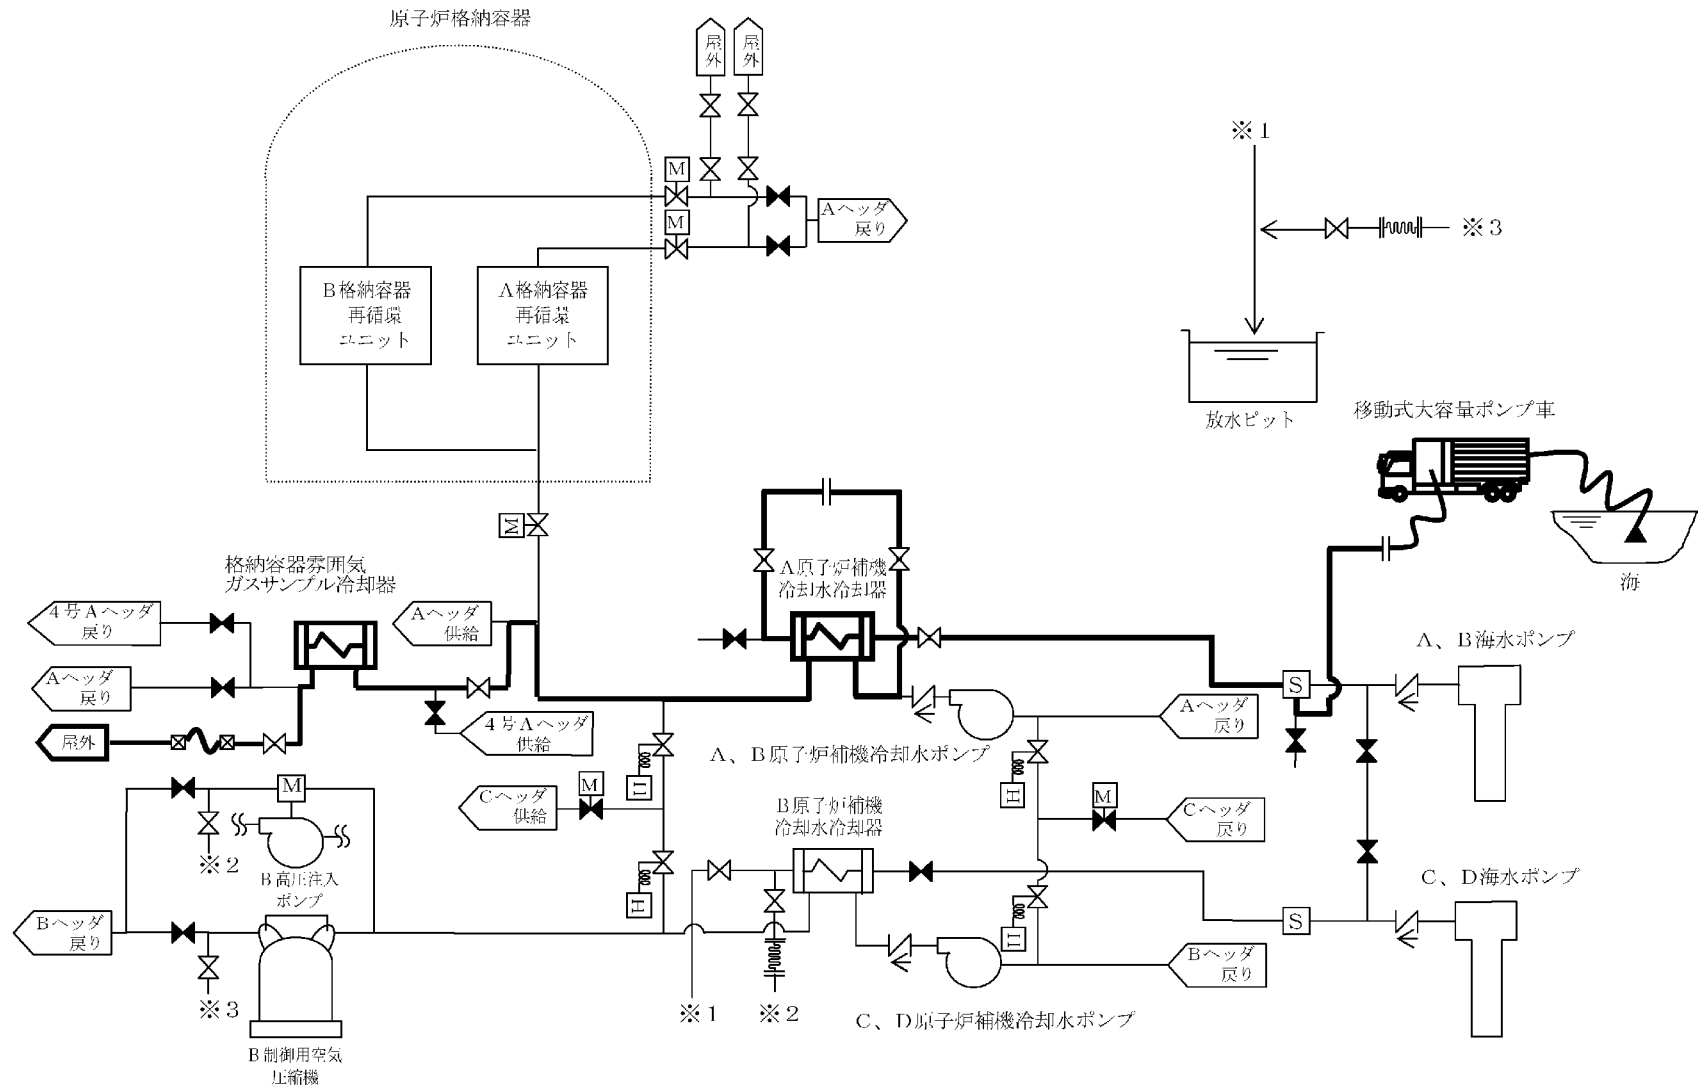 原子炉格納容器
屋外
屋外
※1
M
M
Aヘッダ
戻り
※3
B格納容器
再循環
ユニット
A格納容器
再循環
ユニット
放水ピット
移動式大容量ポンプ車
海
M
格納容器雰囲気
ガスサンプル冷却器
A原子炉補機
冷却水冷却器
4号Aヘッダ
戻り
Aヘッダ
供給
A、B海水ポンプ
Aヘッダ
戻り
S
屋外
4号Aヘッダ
供給
Aヘッダ
戻り
A、B原子炉補機冷却水ポンプ
M
H
M
H
M
Cヘッダ
供給
B原子炉補機
冷却水冷却器
Cヘッダ
戻り
※2
B高圧注入
ポンプ
C、D海水ポンプ
H
Bヘッダ
戻り
H
S
Bヘッダ
戻り
※3
※1
※2
C、D原子炉補機冷却水ポンプ
B制御用空気
圧縮機